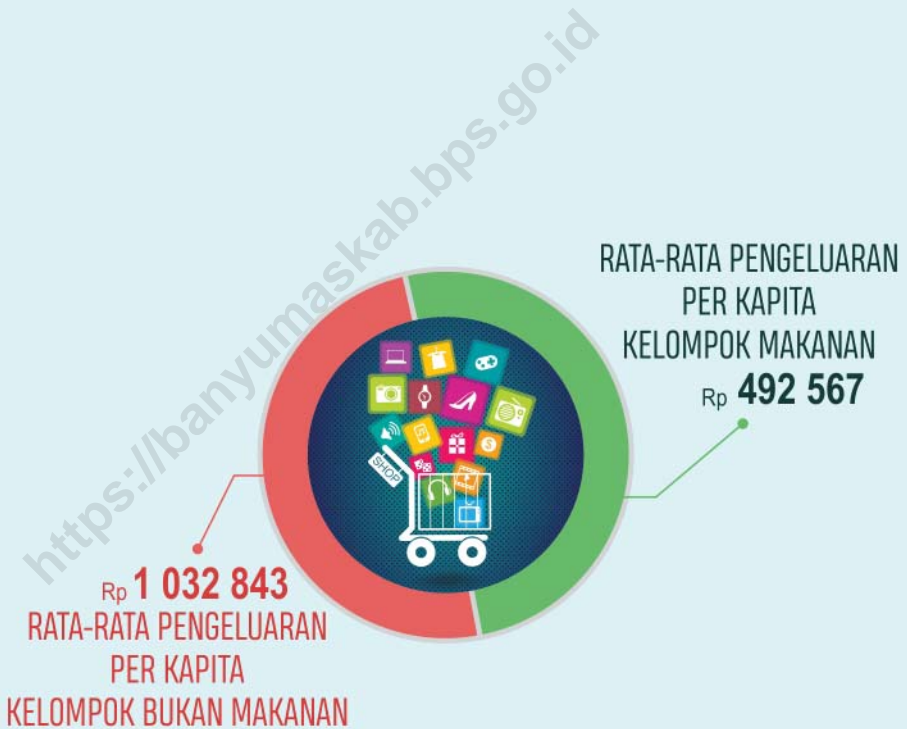 https://banyumaskab.bps.go.id
RATA-RATA PENGELUARAN
PER KAPITA
KELOMPOK MAKANAN
Rp 492 567
SHOP
Rp 1 032 843
RATA-RATA PENGELUARAN
PER KAPITA
KELOMPOK BUKAN MAKANAN